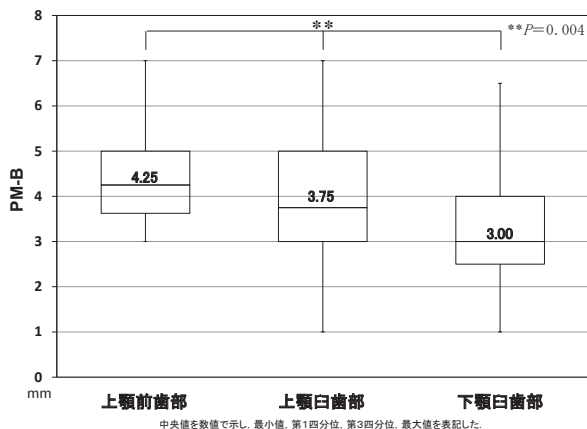 8
**
**P=0.004
7
6
5
4
3
2
1
0
PM-B
mm
4.25
3.75
3.00
上顎前歯部
上顎臼歯部
下顎臼歯部
中央値を数値で示し, 最小値, 第1四分位, 第3四分位, 最大値を表記した.